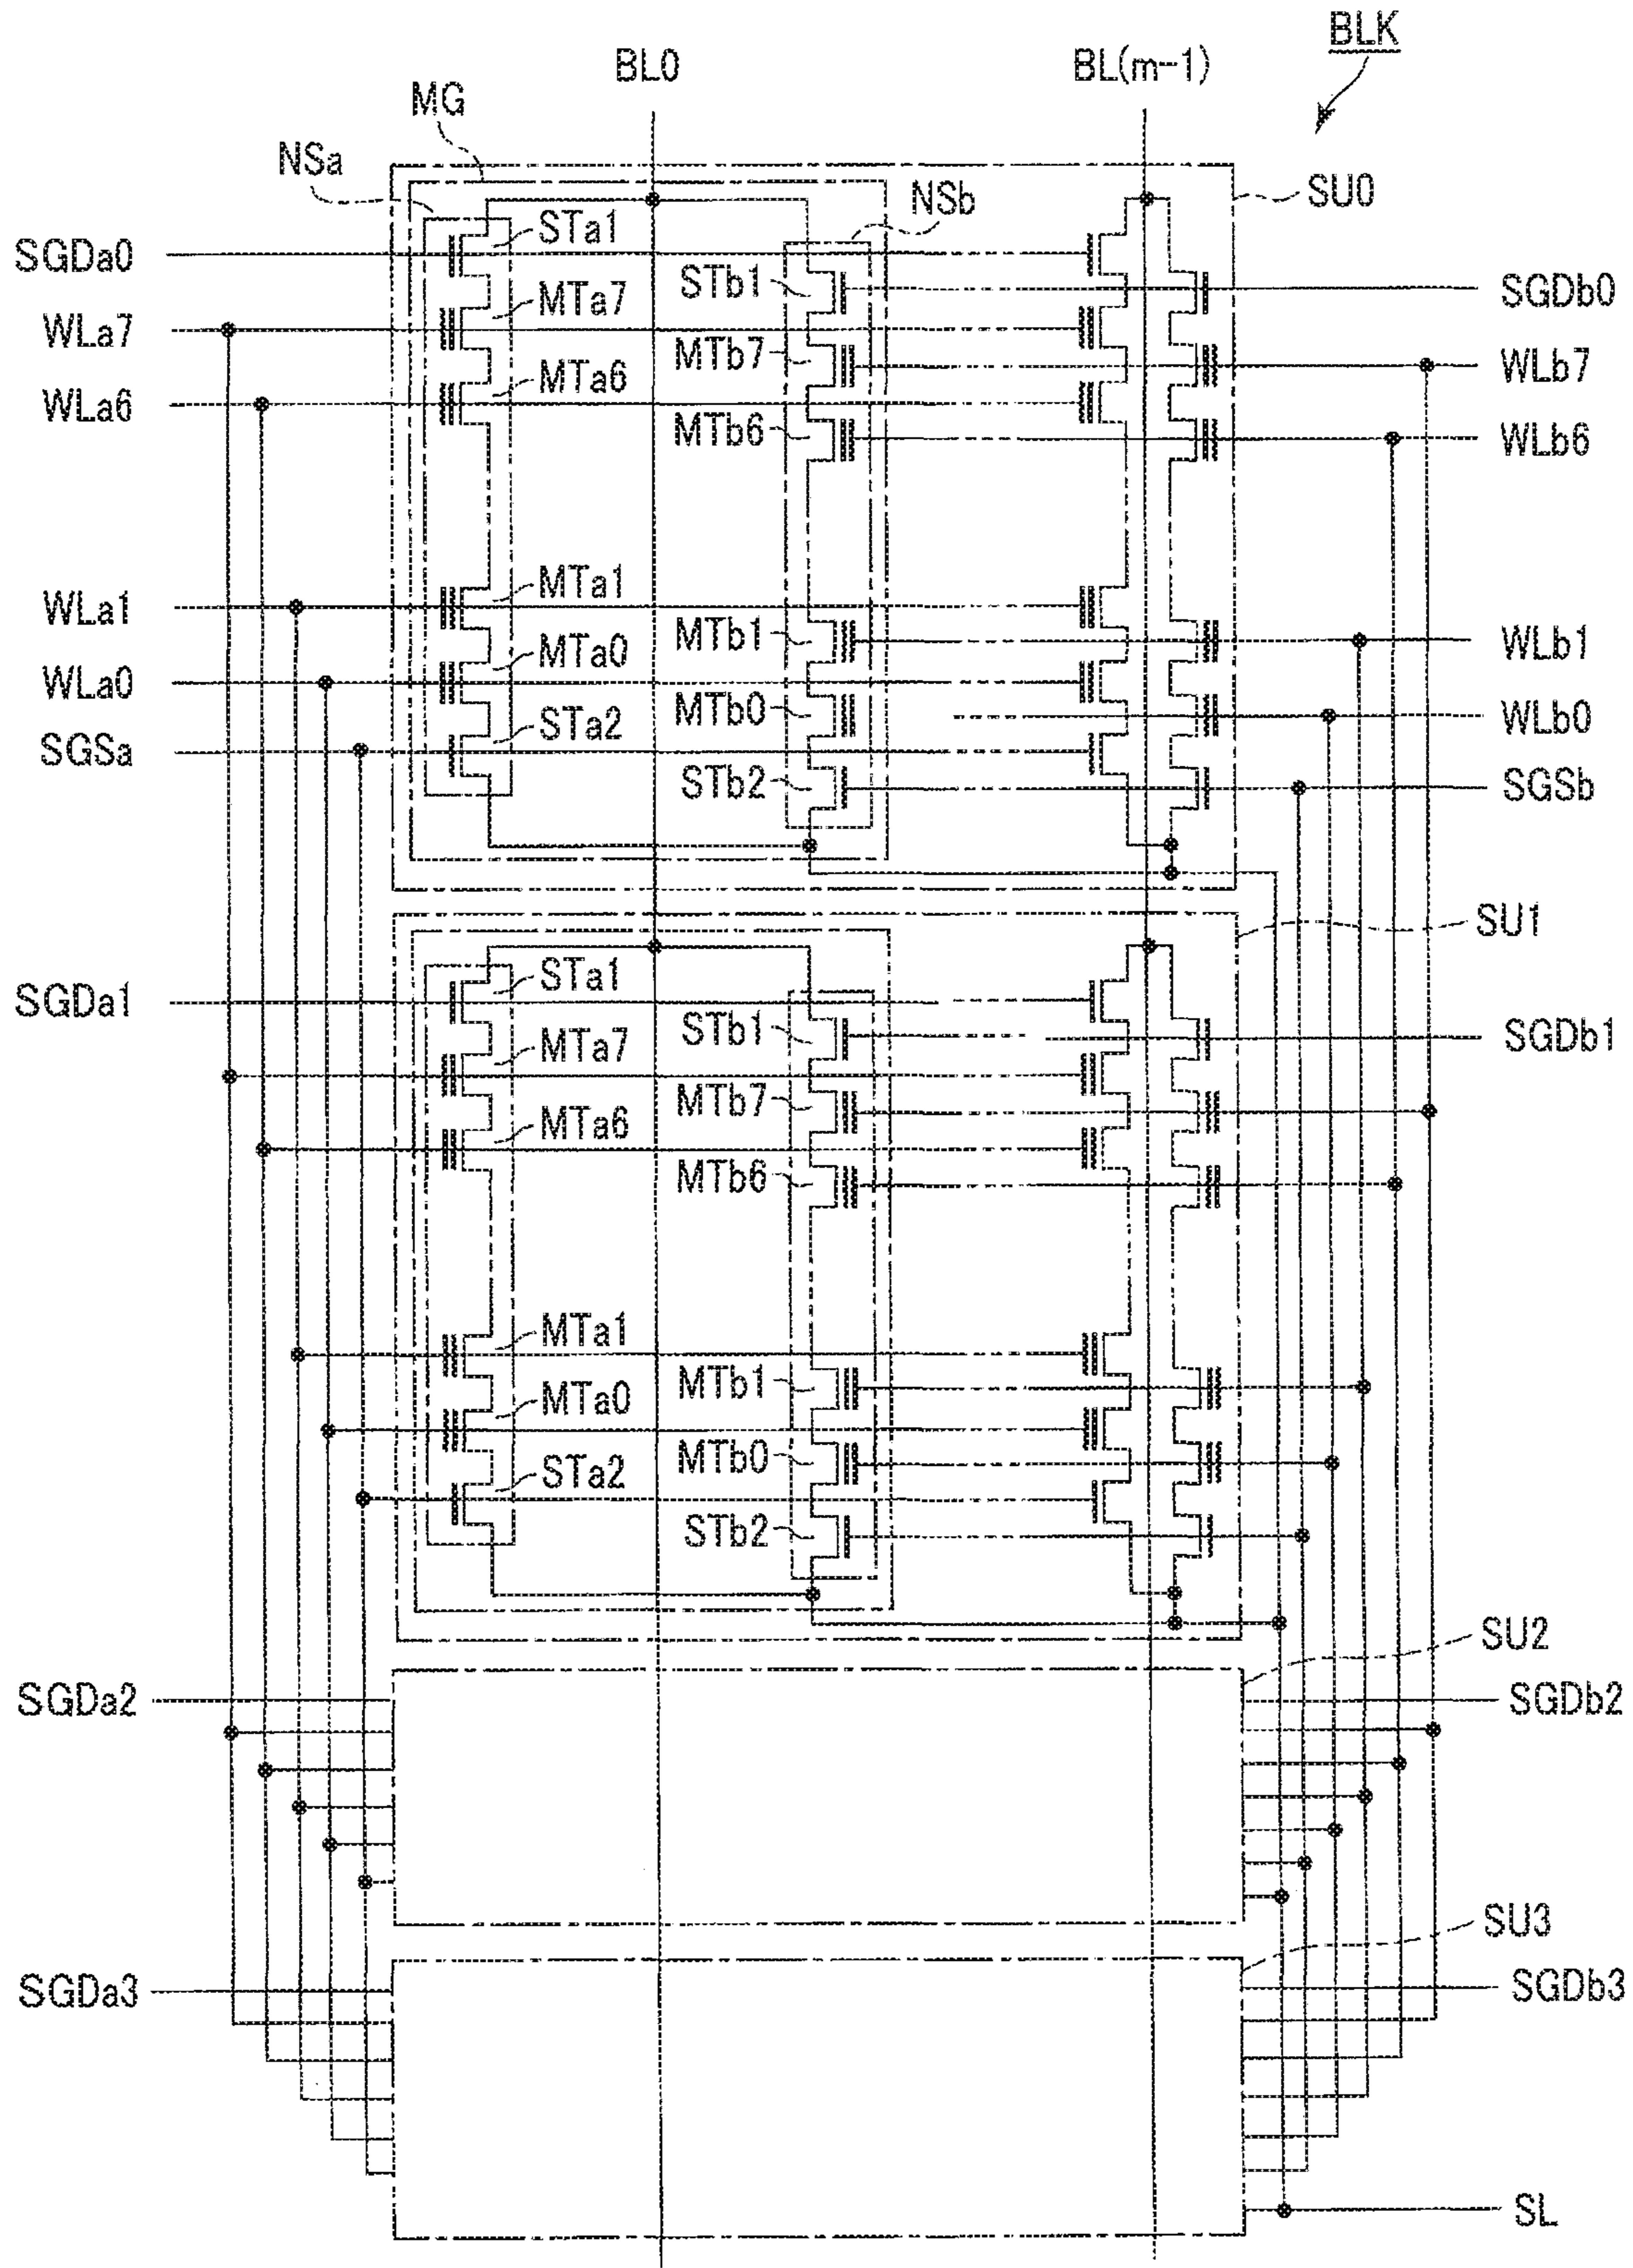 BLK
BL0
BL(m-1)
MG
NSa
NSb
SU0
SGDa0
STa1
STb1
SGDb0
WLa7
MTa7
MTb7
WLb7
WLa6
MTa6
MTb6
WLb6
WLa1
MTa1
MTb1
WLb1
WLa0
MTa0
MTb0
WLb0
SGSa
STa2
STb2
SGSb
SU1
SGDa1
STa1
STb1
SGDb1
MTa7
MTb7
MTa6
MTb6
MTa1
MTb1
MTa0
MTb0
STa2
STb2
SU2
SGDa2
SGDb2
SU3
SGDa3
SGDb3
SL